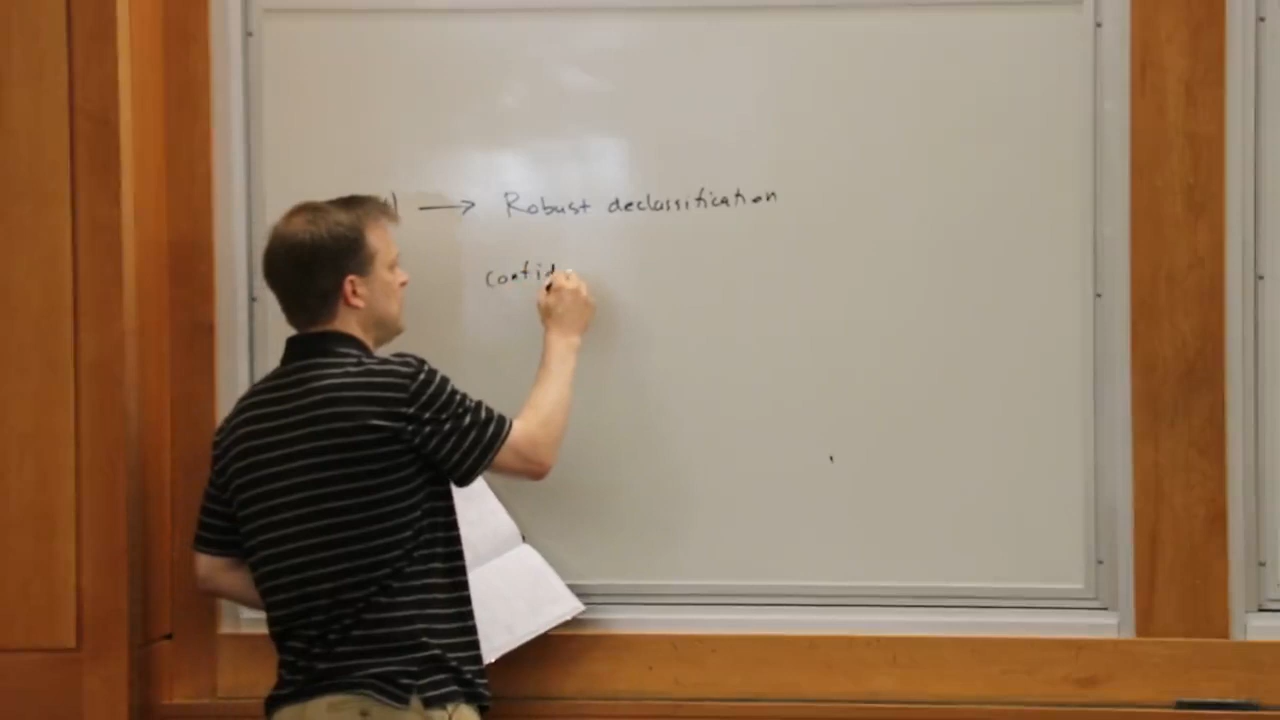 → Robust declassification
confid